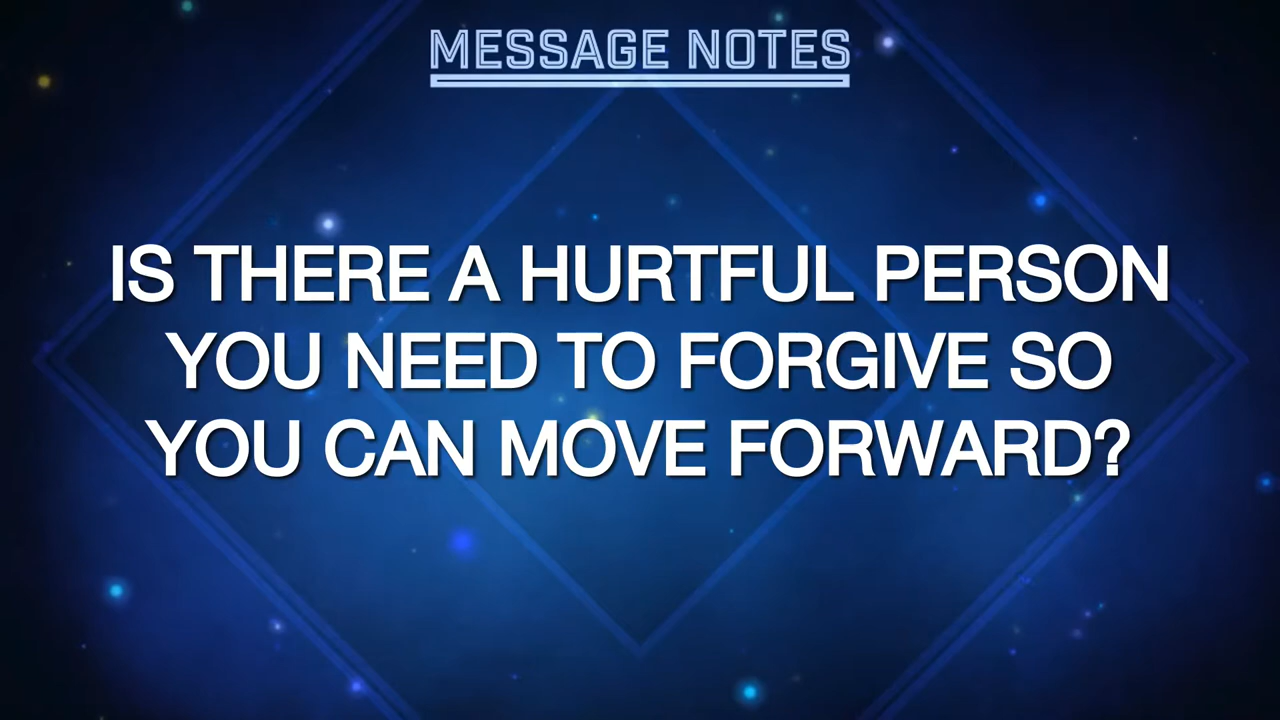 MESSAGE NOTES
IS THERE A HURTFUL PERSON
YOU NEED TO FORGIVE SO
YOU CAN MOVE FORWARD?